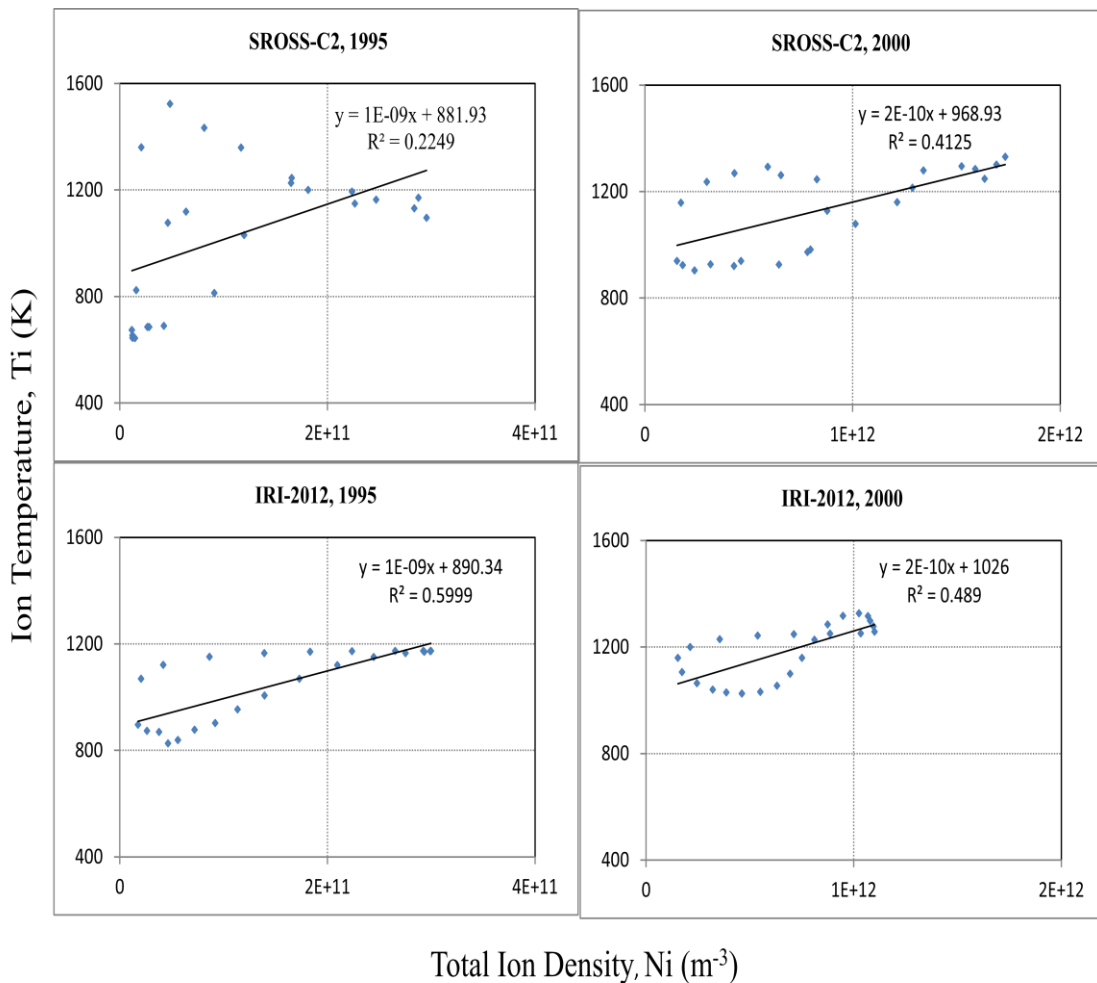 SROSS-C2, 1995
1600
1200
800
400
0
2E+11
4E+11
y = 1E-09x + 881.93
R² = 0.2249
SROSS-C2, 2000
1600
1200
800
400
0
1E+12
2E+12
y = 2E-10x + 968.93
R² = 0.4125
IRI-2012, 1995
1600
1200
800
400
0
2E+11
4E+11
y = 1E-09x + 890.34
R² = 0.5999
IRI-2012, 2000
1600
1200
800
400
0
1E+12
2E+12
y = 2E-10x + 1026
R² = 0.489
Ion Temperature, Ti (K)
Total Ion Density, Ni (m⁻³)